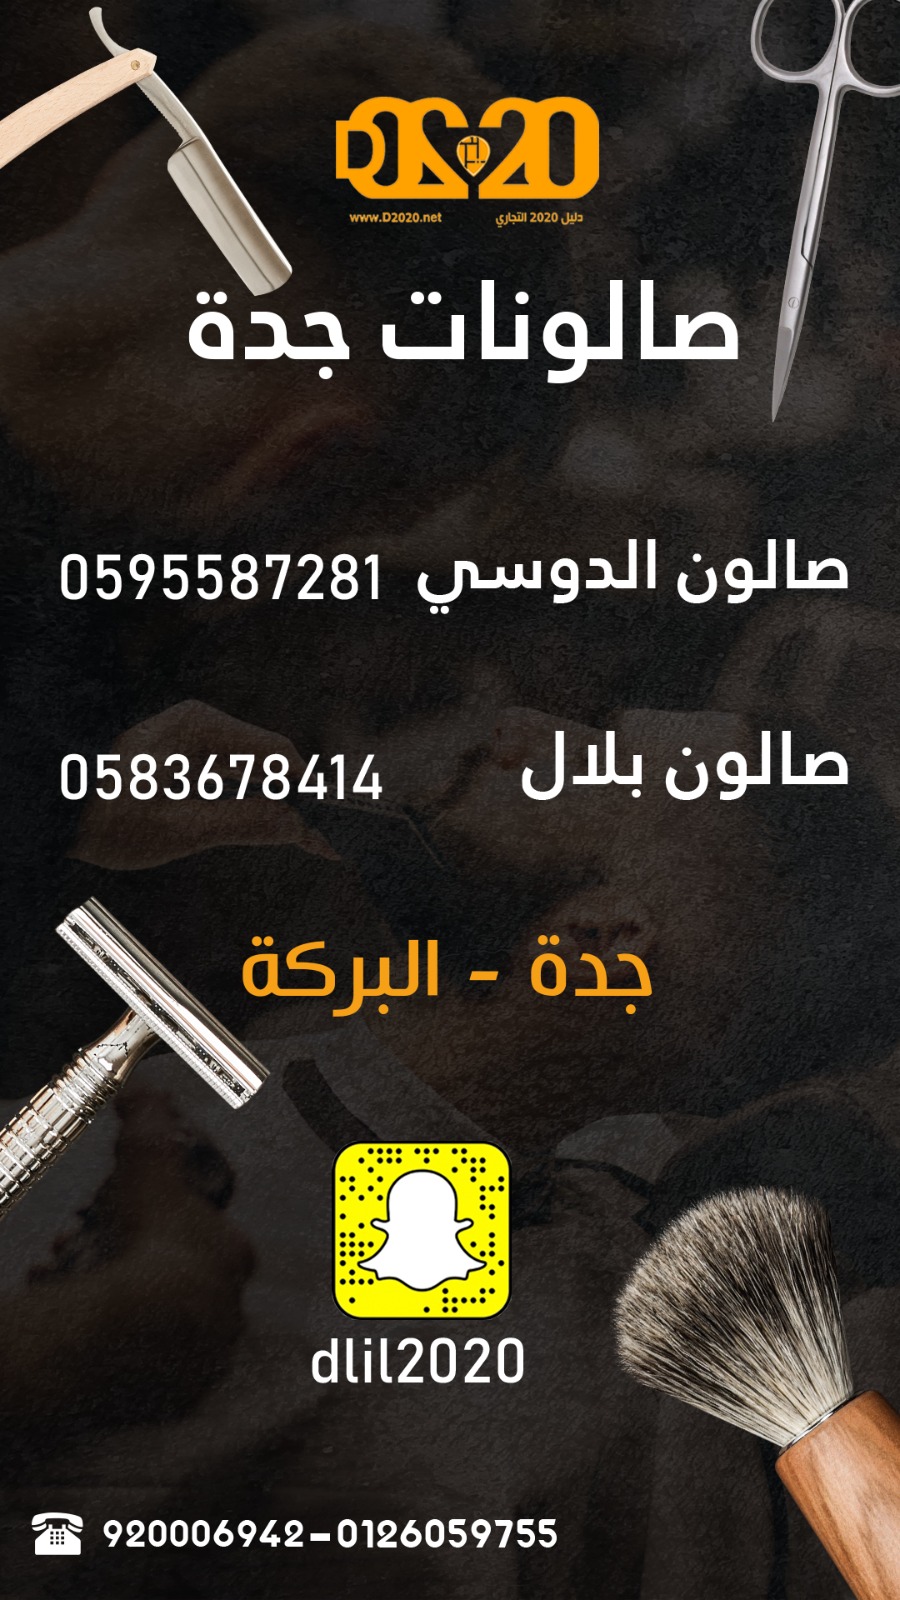 D2020
دليل 2020 التجاري www.D2020.net
صالونات جدة
صالون الدوسي 0595587281
صالون بلال 0583678414
جدة - البركة
dlil2020
920006942-0126059755